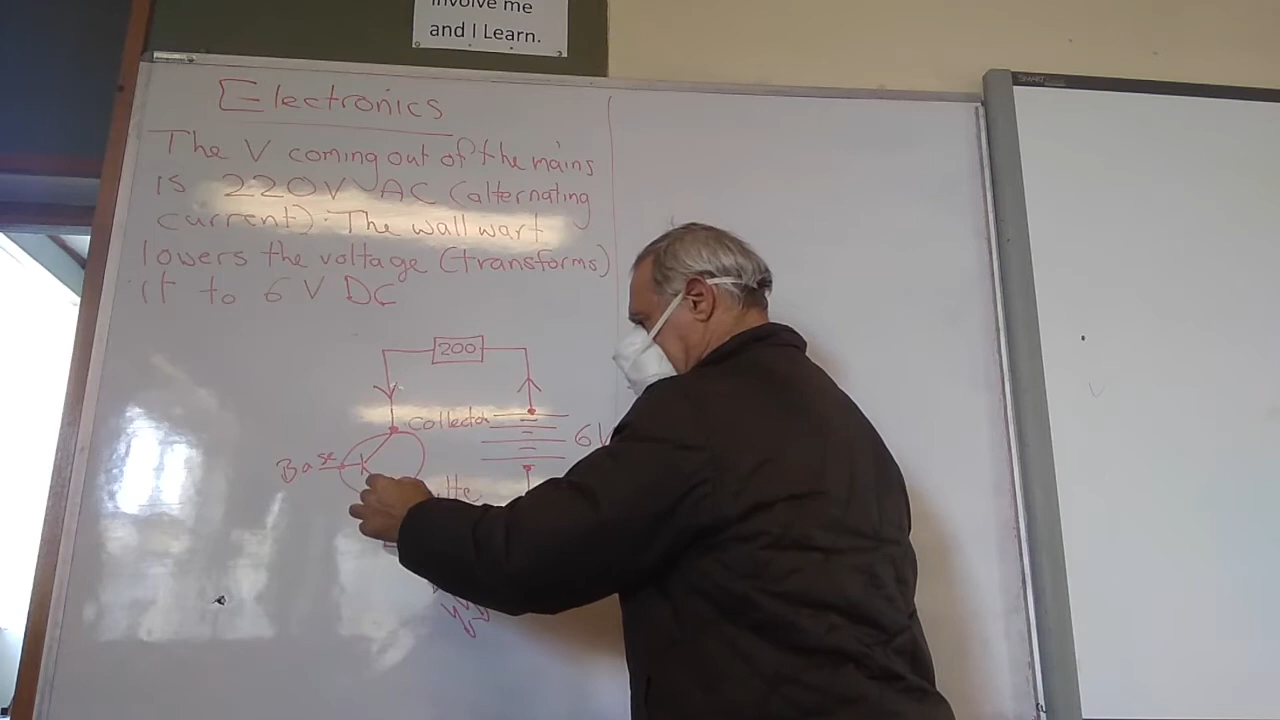 involve me
and I Learn.
SMART
Electronics
The V coming out of the mains
is 220V AC (alternating
current). The wall wart
lowers the voltage (transforms)
it to 6 V DC
200
Collector
6V
Base